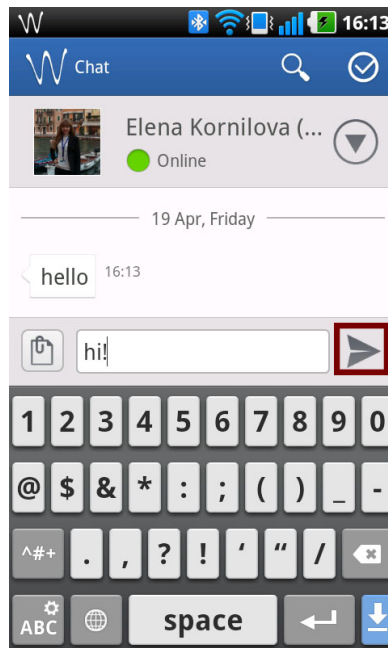 W 16:13
W Chat
Elena Kornilova (...
Online
19 Apr, Friday
hello 16:13
hi!
1 2 3 4 5 6 7 8 9 0
@ $ & * : ; ( ) _ -
^#+ . , ? ! ‘ “ /
ABC space